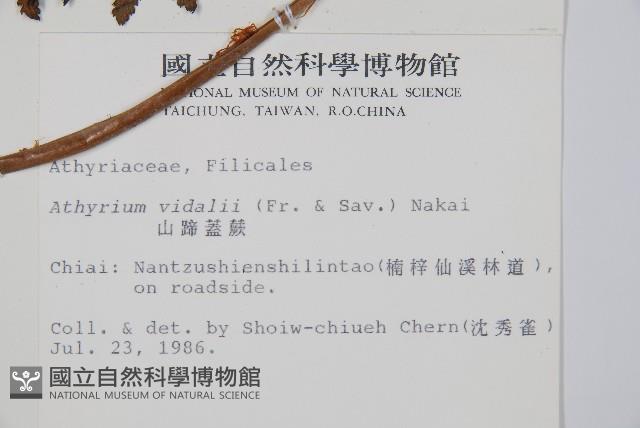 國立自然科學博物館
NATIONAL MUSEUM OF NATURAL SCIENCE
TAICHUNG, TAIWAN, R.O.CHINA
Athyriaceae, Filicales
Athyrium vidalii (Fr. & Sav.) Nakai
山蹄蓋蕨
Chiai: Nantzushienshilintao(楠梓仙溪林道),
on roadside.
Coll. & det. by Shoiw-chiueh Chern(沈秀雀)
Jul. 23, 1986.
國立自然科學博物館
NATIONAL MUSEUM OF NATURAL SCIENCE